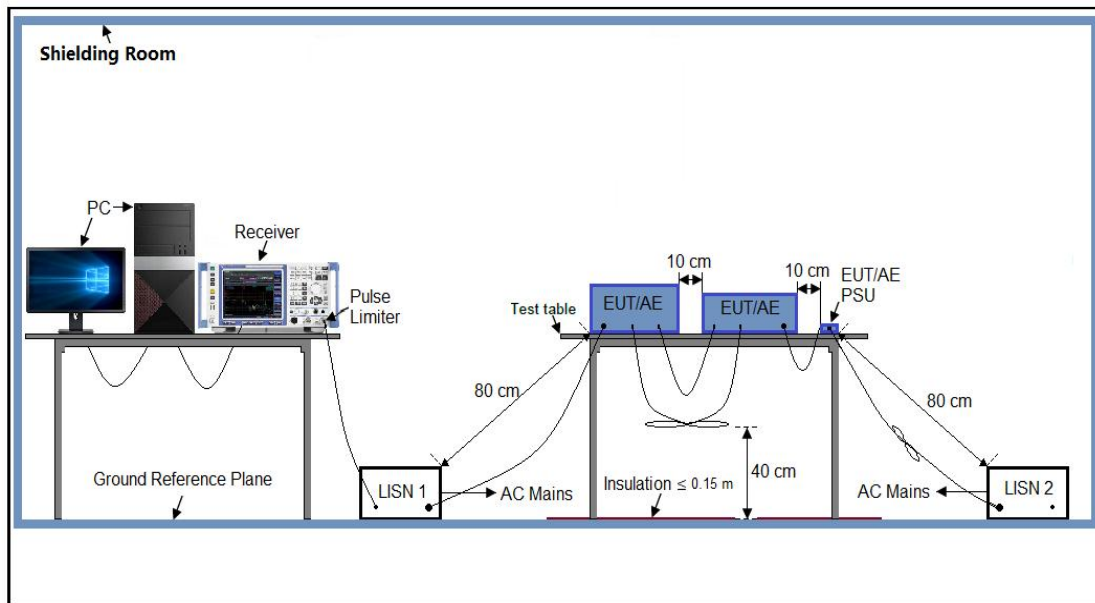 Shielding Room
PC
Receiver
Pulse
Limiter
Test table
EUT/AE
10 cm
EUT/AE
10 cm
EUT/AE
PSU
80 cm
80 cm
40 cm
Ground Reference Plane
LISN 1
AC Mains
Insulation ≤ 0.15 m
AC Mains
LISN 2